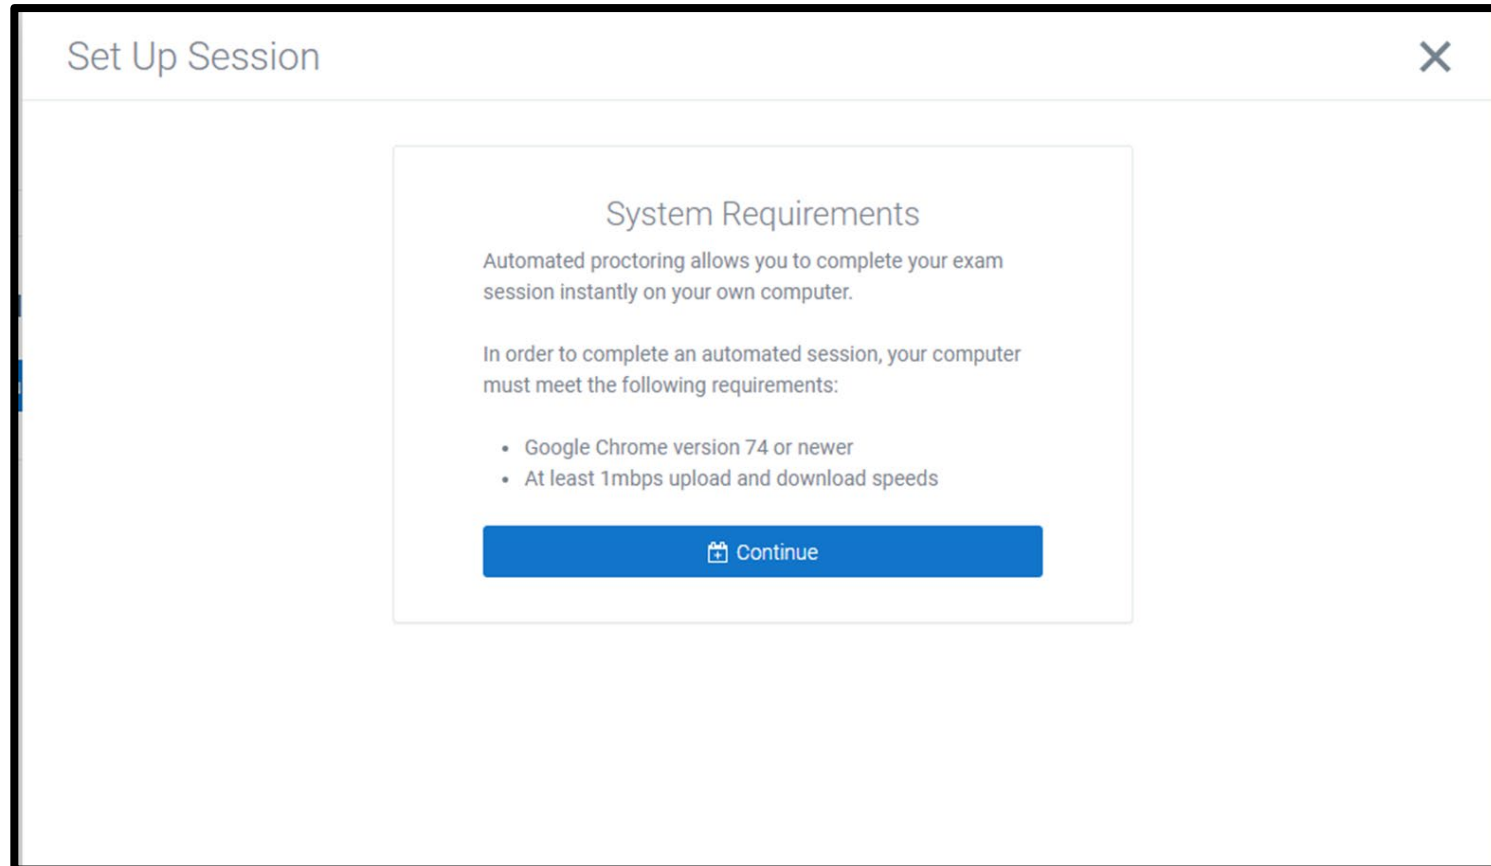 Set Up Session
System Requirements
Automated proctoring allows you to complete your exam
session instantly on your own computer.
In order to complete an automated session, your computer
must meet the following requirements:
• Google Chrome version 74 or newer
• At least 1mbps upload and download speeds
Continue